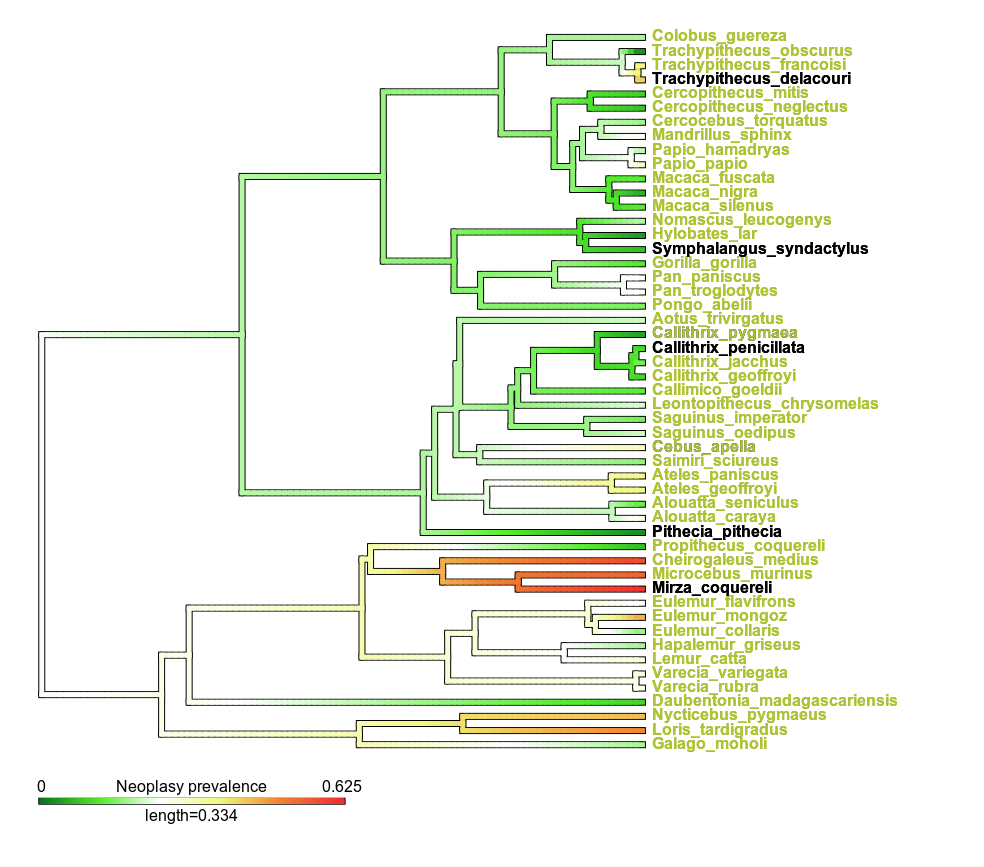 Colobus_guereza
Trachypithecus_obscurus
Trachypithecus_francoisi
Trachypithecus_delacouri
Cercopithecus_mitis
Cercopithecus_neglectus
Cercocebus_torquatus
Mandrillus_sphinx
Papio_hamadryas
Papio_papio
Macaca_fuscata
Macaca_nigra
Macaca_silenus
Nomascus_leucogenys
Hylobates_lar
Symphalangus_syndactylus
Gorilla_gorilla
Pan_paniscus
Pan_troglodytes
Pongo_abelii
Aotus_trivirgatus
Callithrix_pygmaea
Callithrix_penicillata
Callithrix_jacchus
Callithrix_geoffroyi
Callimico_goeldii
Leontopithecus_chrysomelas
Saguinus_imperator
Saguinus_oedipus
Cebus_apella
Saimiri_sciureus
Ateles_paniscus
Ateles_geoffroyi
Alouatta_seniculus
Alouatta_caraya
Pithecia_pithecia
Propithecus_coquereli
Cheirogaleus_medius
Microcebus_murinus
Mirza_coquereli
Eulemur_flavifrons
Eulemur_mongoz
Eulemur_collaris
Hapalemur_griseus
Lemur_catta
Varecia_variegata
Varecia_rubra
Daubentonia_madagascariensis
Nycticebus_pygmaeus
Loris_tardigradus
Galago_moholi
0 Neoplasy prevalence 0.625
length=0.334